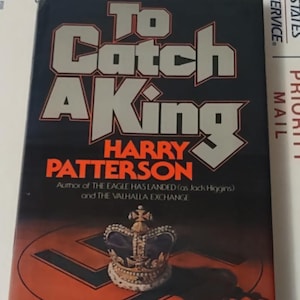 To
Catch
A King
HARRY
PATTERSON
Author of THE EAGLE HAS LANDED (as Jack Higgins)
and THE VALHALLA EXCHANGE
STATES
SERVICE®
PRIORITY
MAIL